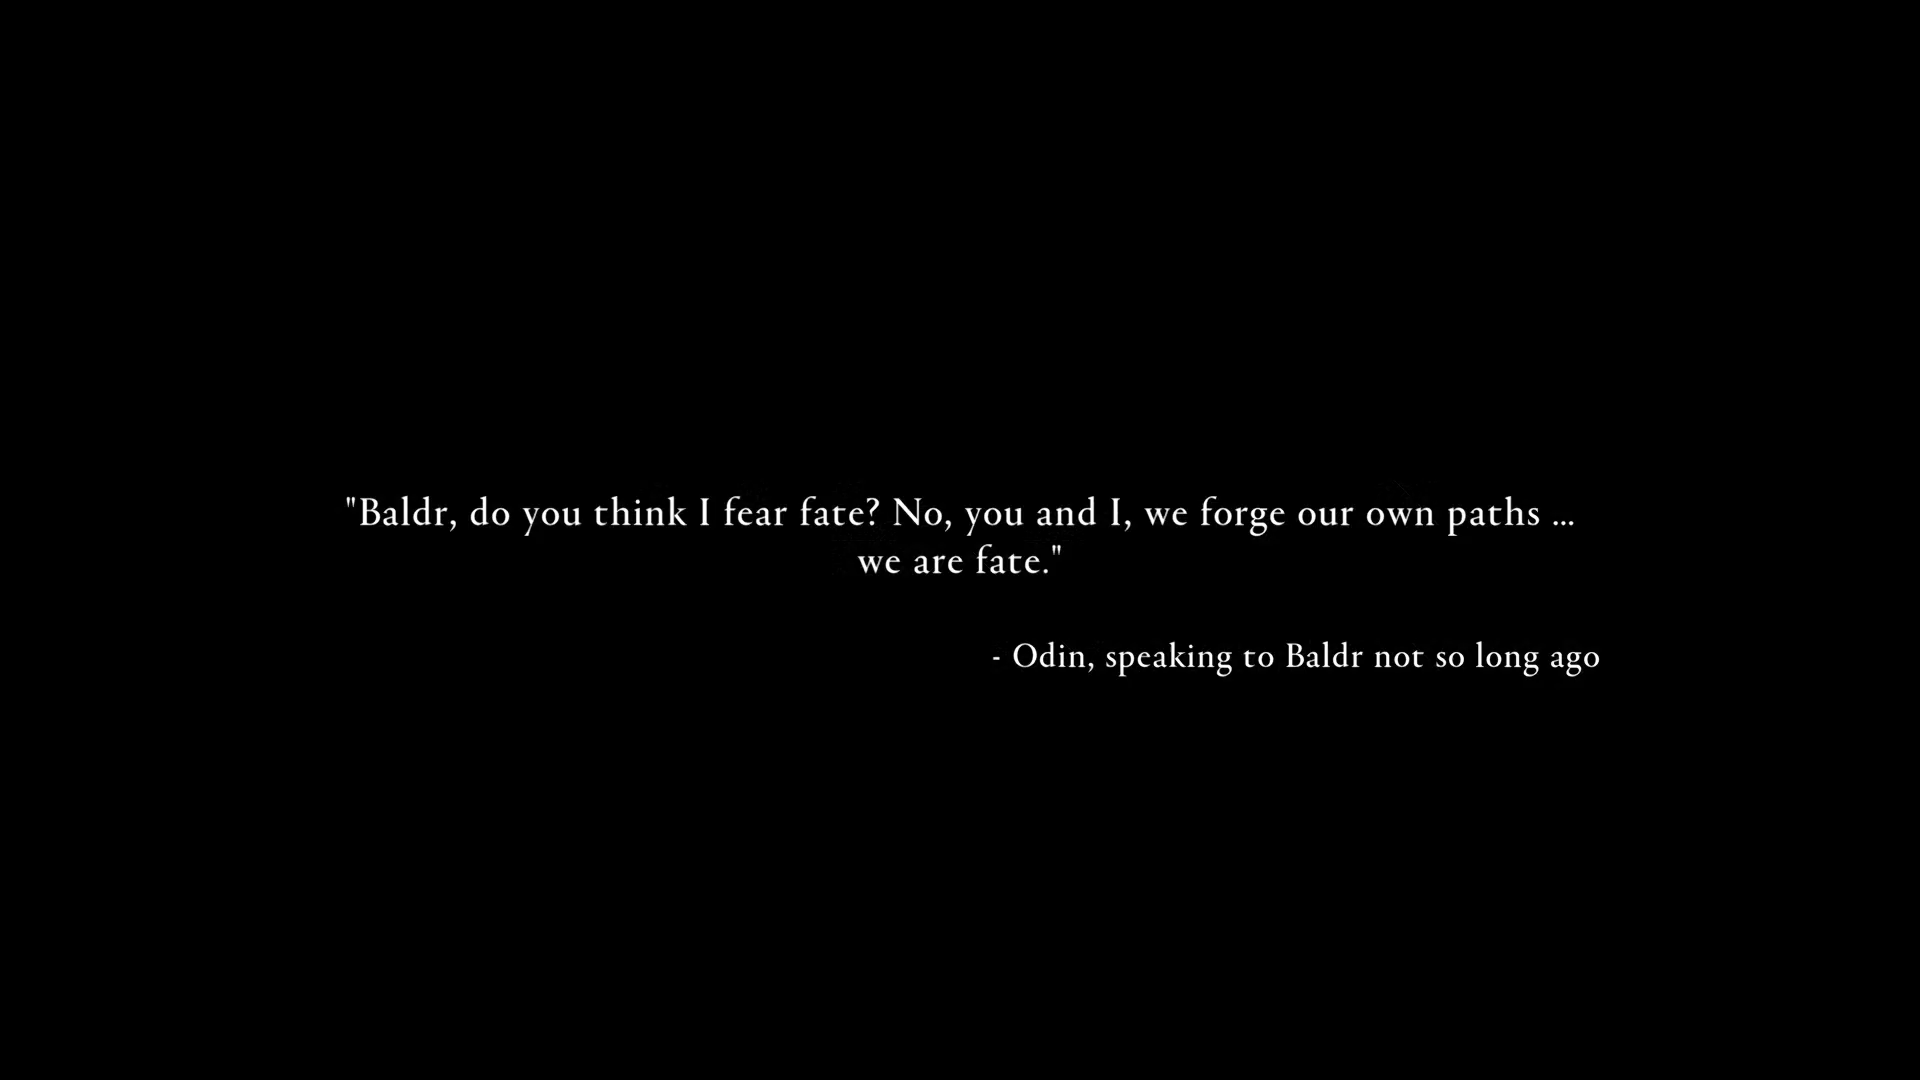 "Baldr, do you think I fear fate? No, you and I, we forge our own paths ...
we are fate."
- Odin, speaking to Baldr not so long ago